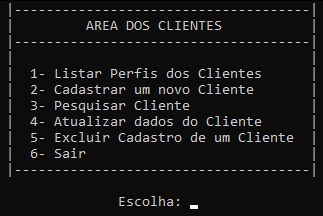 AREA DOS CLIENTES
1- Listar Perfis dos Clientes
2- Cadastrar um novo Cliente
3- Pesquisar Cliente
4- Atualizar dados do Cliente
5- Excluir Cadastro de um Cliente
6- Sair
Escolha: